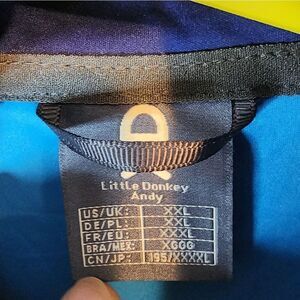 Little Donkey
Andy
US/UK: XXL
DE/PL: XXL
FR/EU: XXXL
BRA/MEX: XGGG
CN/JP: 195/XXXXL